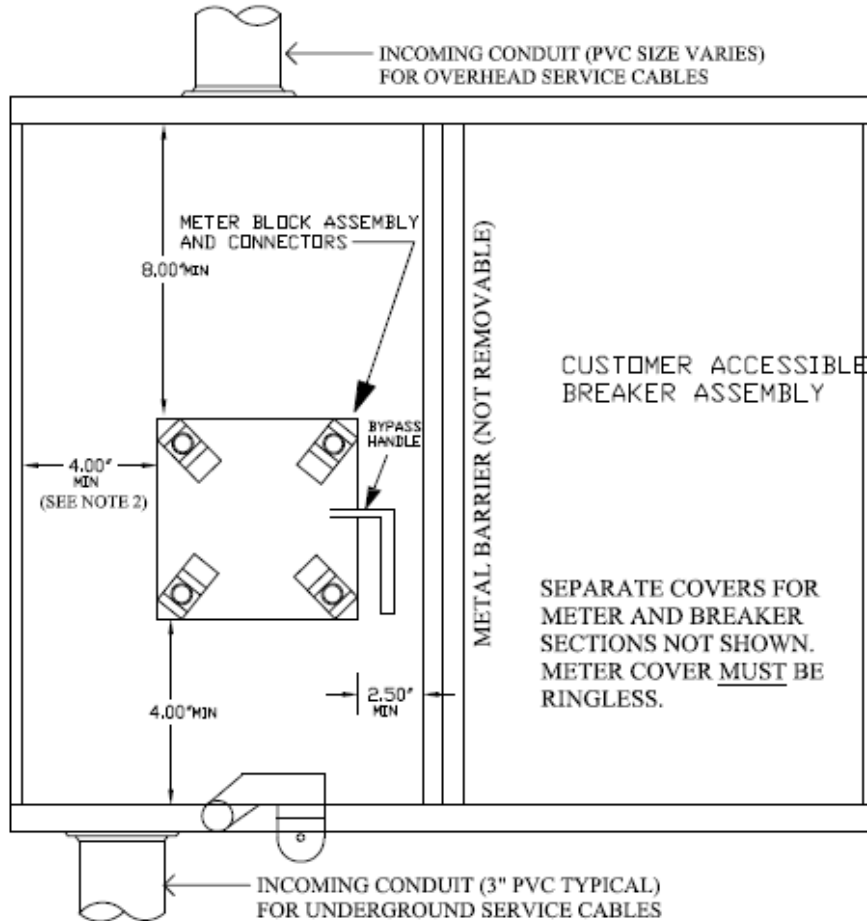 INCOMING CONDUIT (PVC SIZE VARIES)
FOR OVERHEAD SERVICE CABLES
METER BLOCK ASSEMBLY
AND CONNECTORS
8.00"MIN
METAL BARRIER (NOT REMOVABLE)
CUSTOMER ACCESSIBLE
BREAKER ASSEMBLY
BYPASS
HANDLE
4.00"
MIN
(SEE NOTE 2)
SEPARATE COVERS FOR
METER AND BREAKER
SECTIONS NOT SHOWN.
METER COVER MUST BE
RINGLESS.
2.50"
MIN
4.00"MIN
INCOMING CONDUIT (3" PVC TYPICAL)
FOR UNDERGROUND SERVICE CABLES